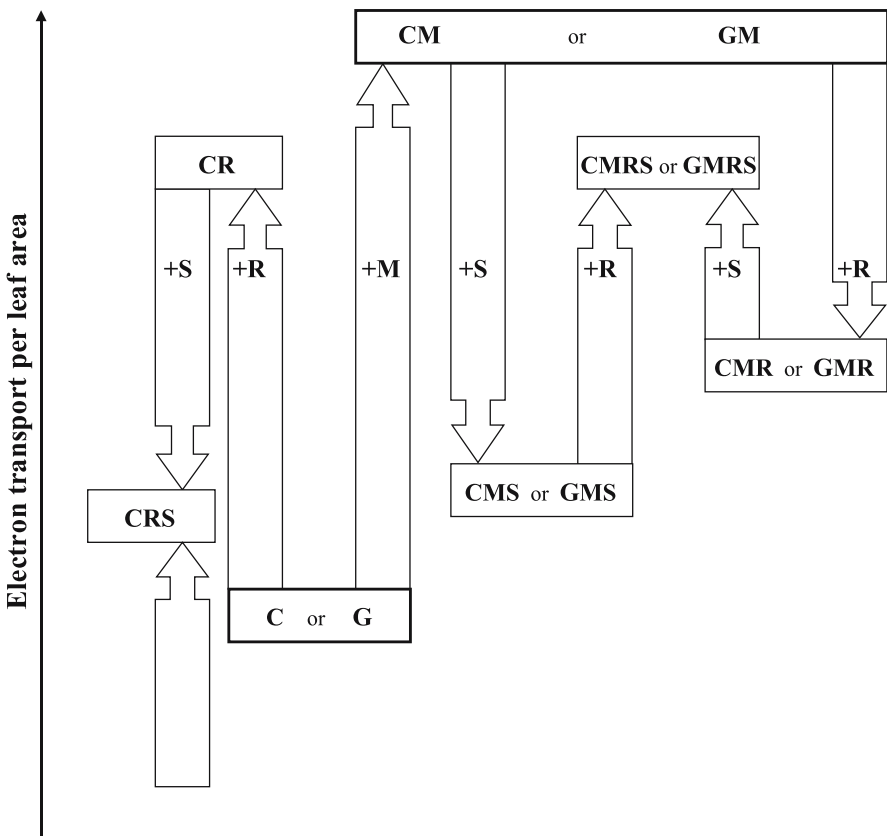 Electron transport per leaf area
CM or GM
CR
CMRS or GMRS
+S +R +M +S +R +S +R
CMR or GMR
CMS or GMS
CRS
C or G